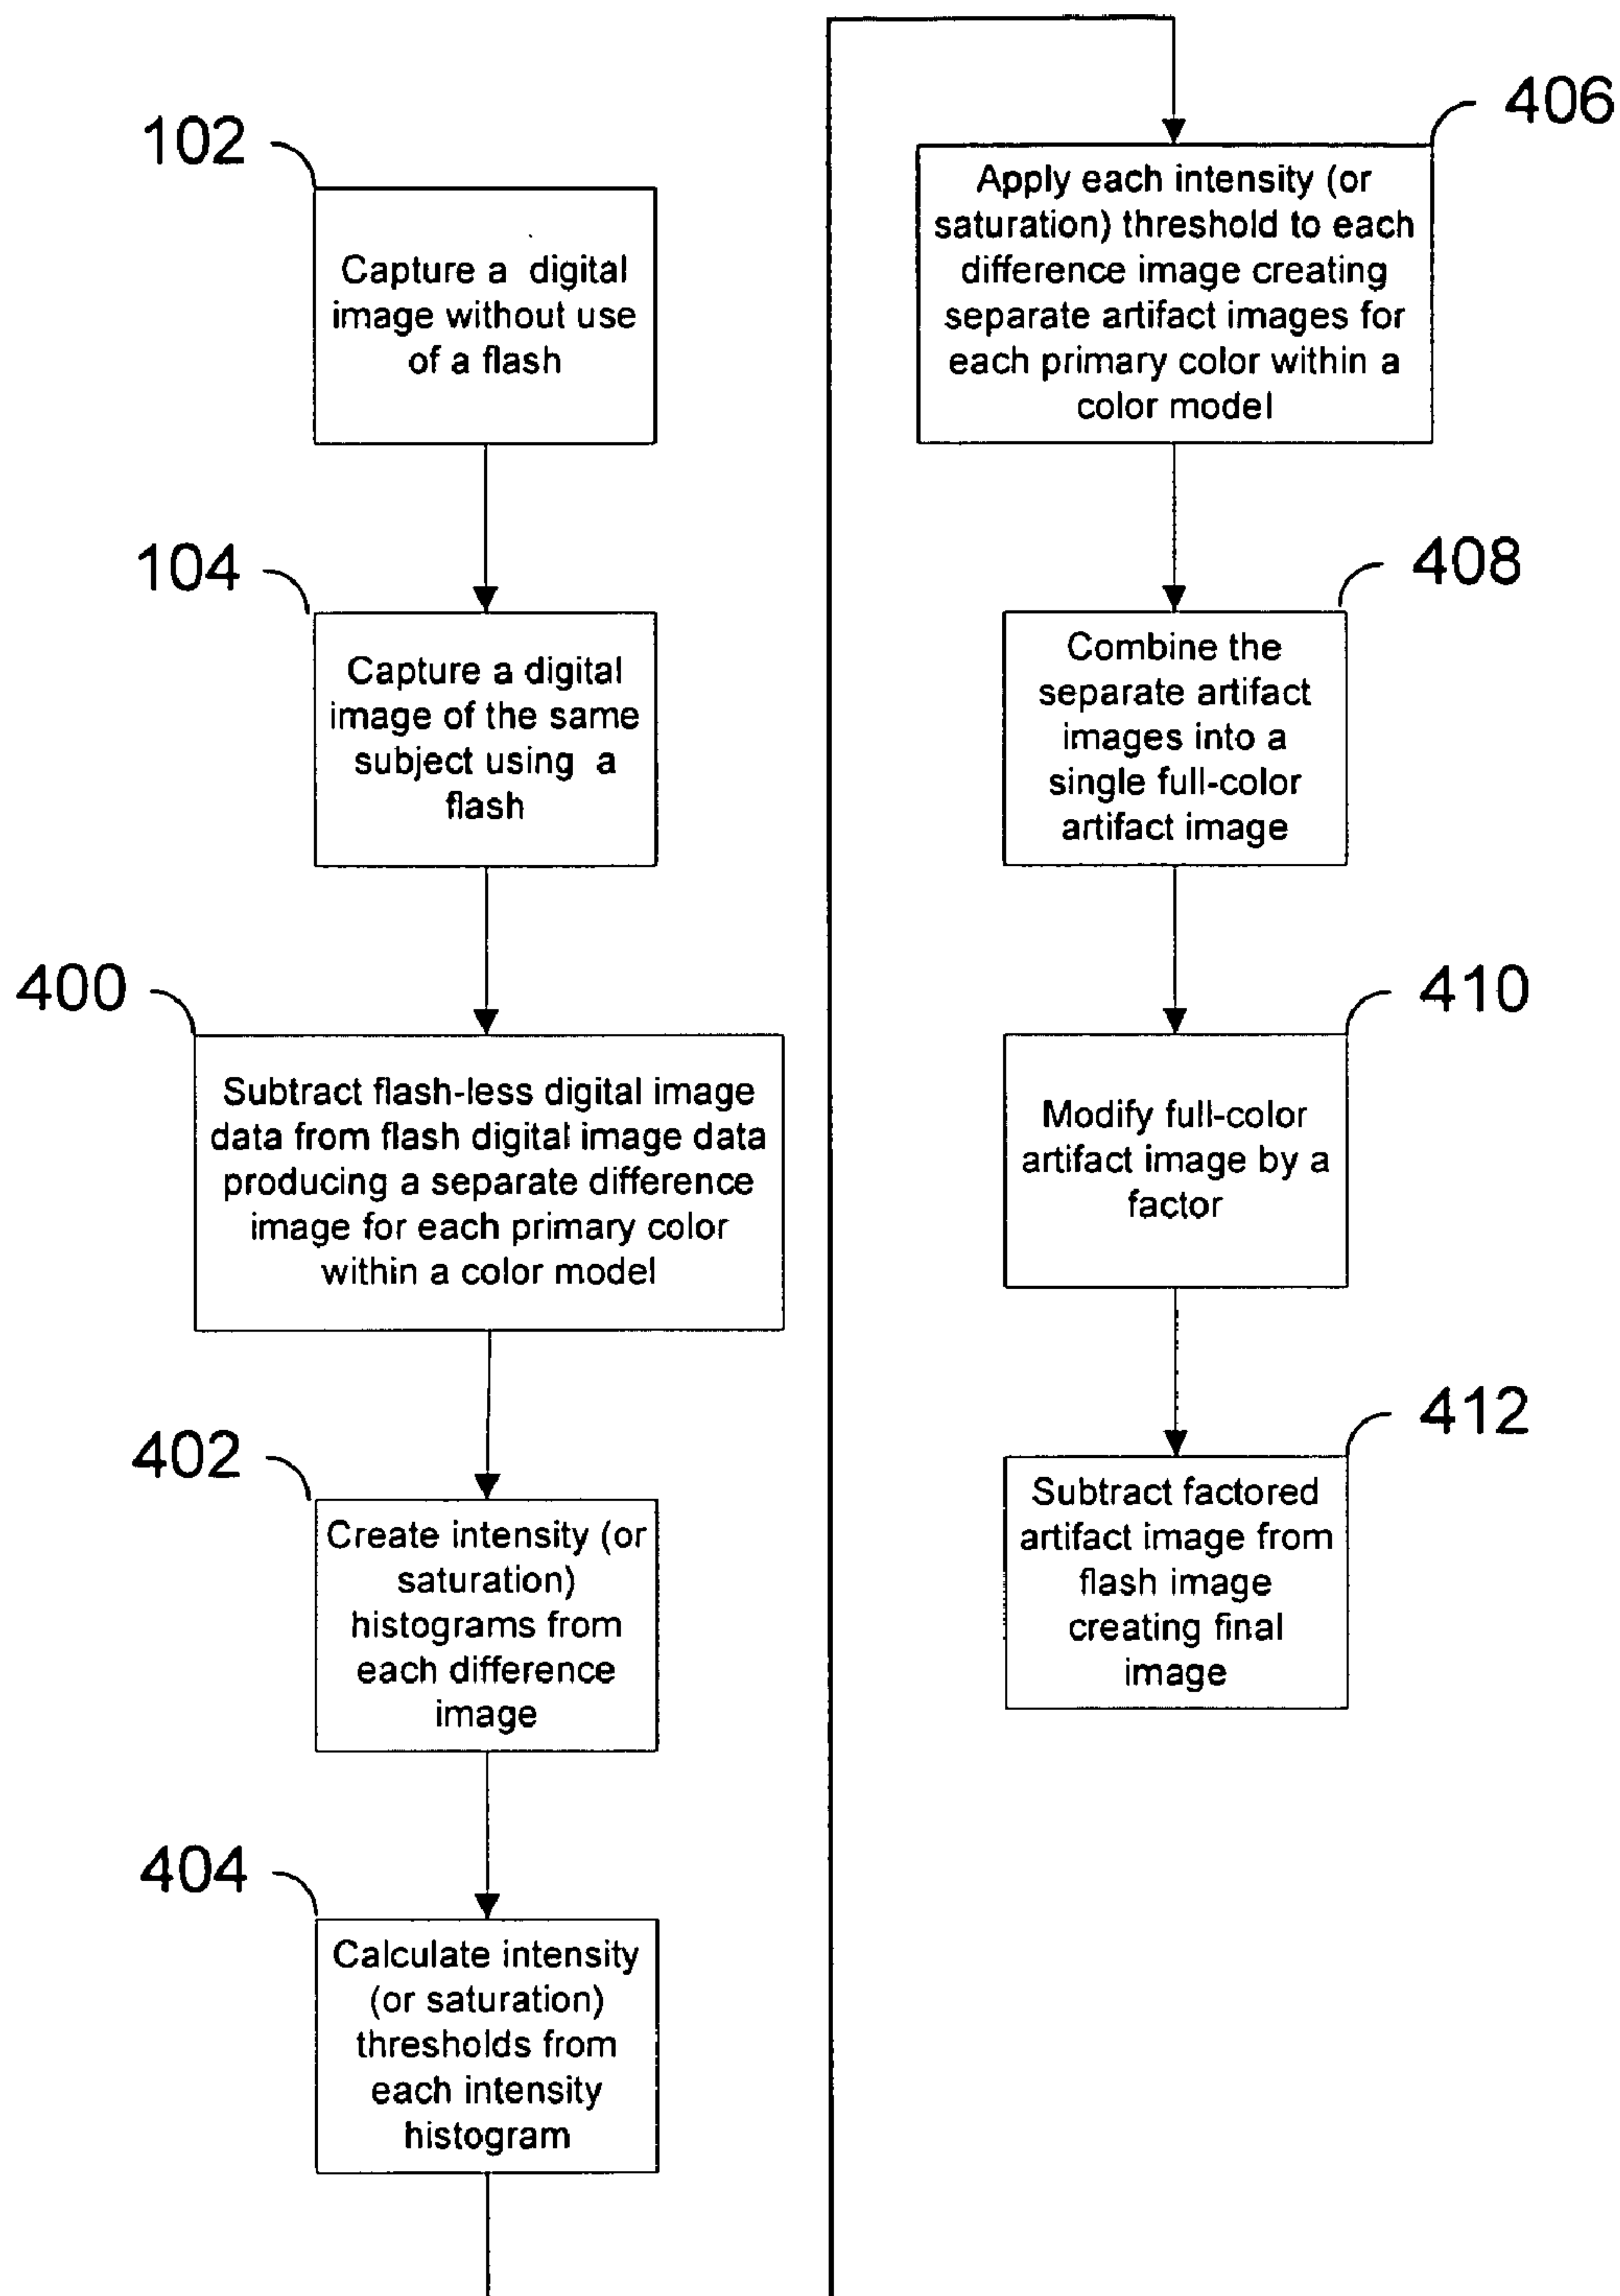 102
Capture a digital
image without use
of a flash
104
Capture a digital
image of the same
subject using a
flash
400
Subtract flash-less digital image
data from flash digital image data
producing a separate difference
image for each primary color
within a color model
402
Create intensity (or
saturation)
histograms from
each difference
image
404
Calculate intensity
(or saturation)
thresholds from
each intensity
histogram
406
Apply each intensity (or
saturation) threshold to each
difference image creating
separate artifact images for
each primary color within a
color model
408
Combine the
separate artifact
images into a
single full-color
artifact image
410
Modify full-color
artifact image by a
factor
412
Subtract factored
artifact image from
flash image
creating final
image